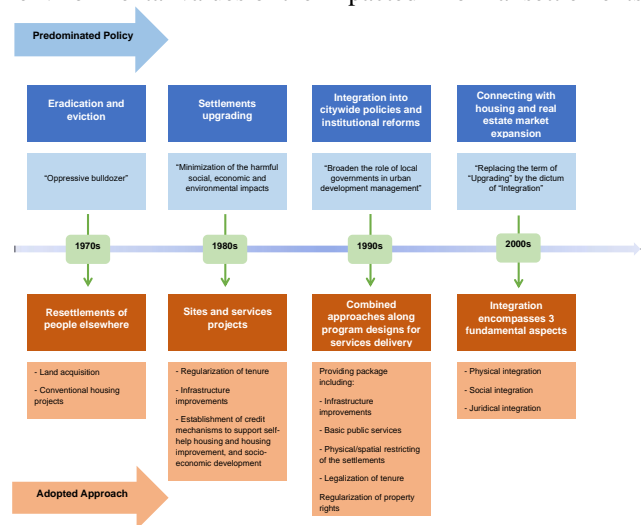 Predominated Policy
Eradication and
eviction
Settlements
upgrading
Integration into
citywide policies and
institutional reforms
Connecting with
housing and real
estate market
expansion
“Oppressive bulldozer”
“Minimization of the harmful
social, economic and
environmental impacts
“Broaden the role of local
governments in urban
development management”
“Replacing the term of
“Upgrading” by the dictum
of “Integration”
1970s
1980s
1990s
2000s
Resettlements of
people elsewhere
Sites and services
projects
Combined
approaches along
program designs for
services delivery
Integration
encompasses 3
fundamental aspects
- Land acquisition
- Conventional housing
projects
- Regularization of tenure
- Infrastructure
improvements
- Establishment of credit
mechanisms to support self-
help housing and housing
improvement, and socio-
economic development
Providing package
including:
- Infrastructure
improvements
- Basic public services
- Physical/spatial restricting
of the settlements
- Legalization of tenure
Regularization of property
rights
- Physical integration
- Social integration
- Juridical integration
Adopted Approach